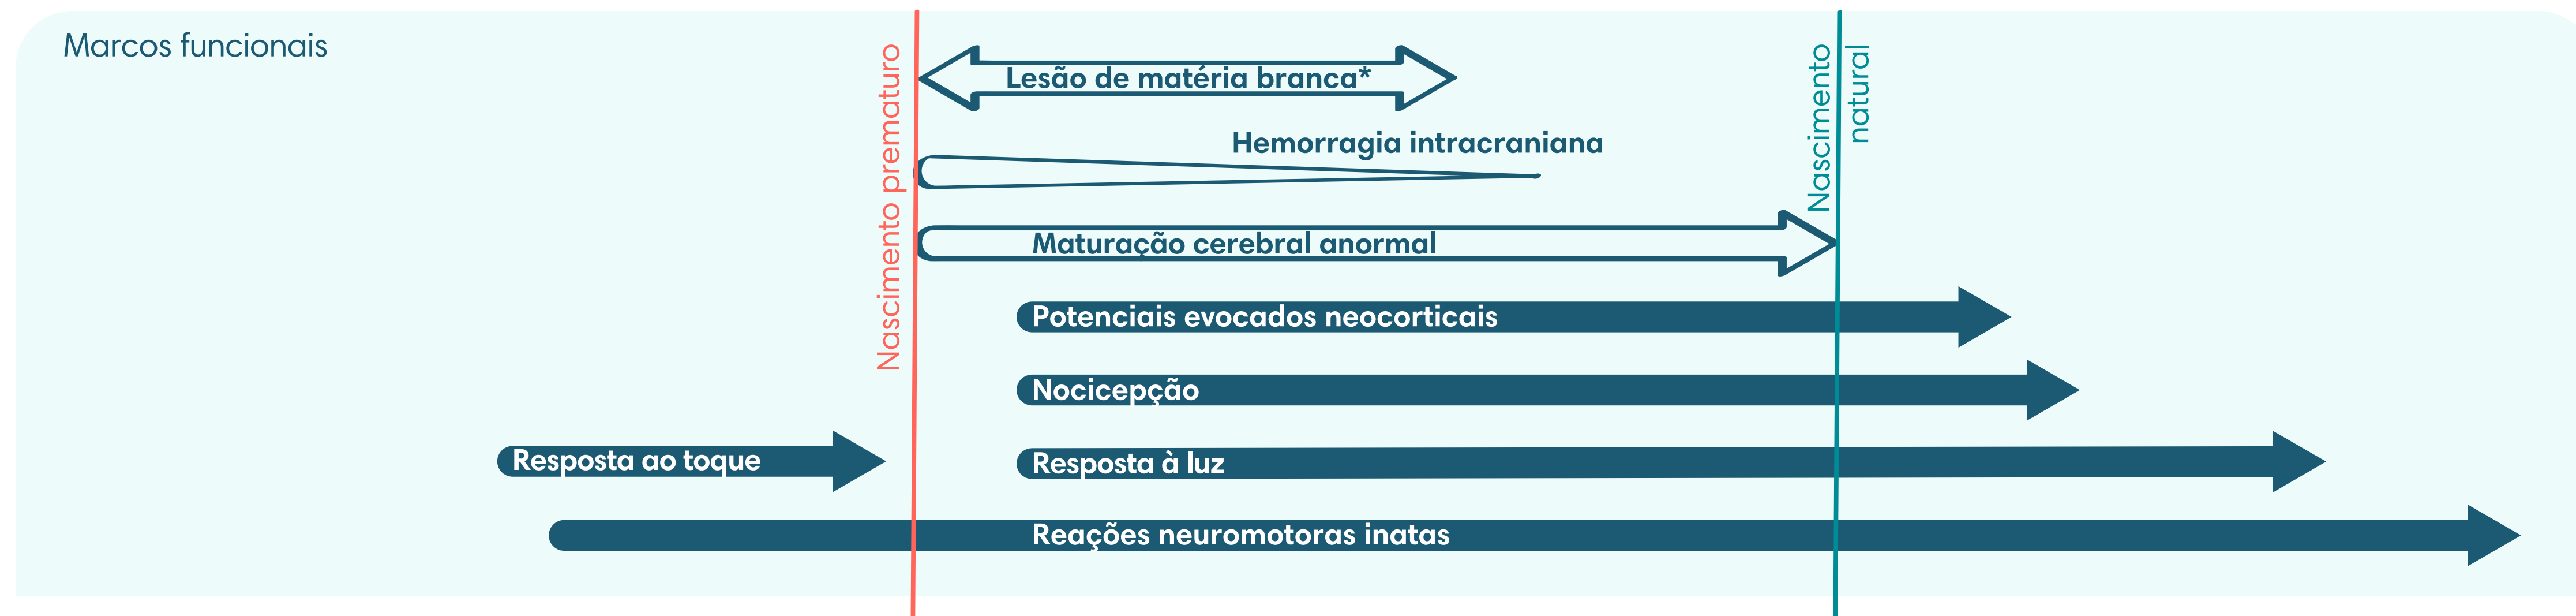 Marcos funcionais
Nascimento prematuro
Nascimento
natural
Lesão de matéria branca*
Hemorragia intracraniana
Maturação cerebral anormal
Potenciais evocados neocorticais
Nocicepção
Resposta ao toque
Resposta à luz
Reações neuromotoras inatas